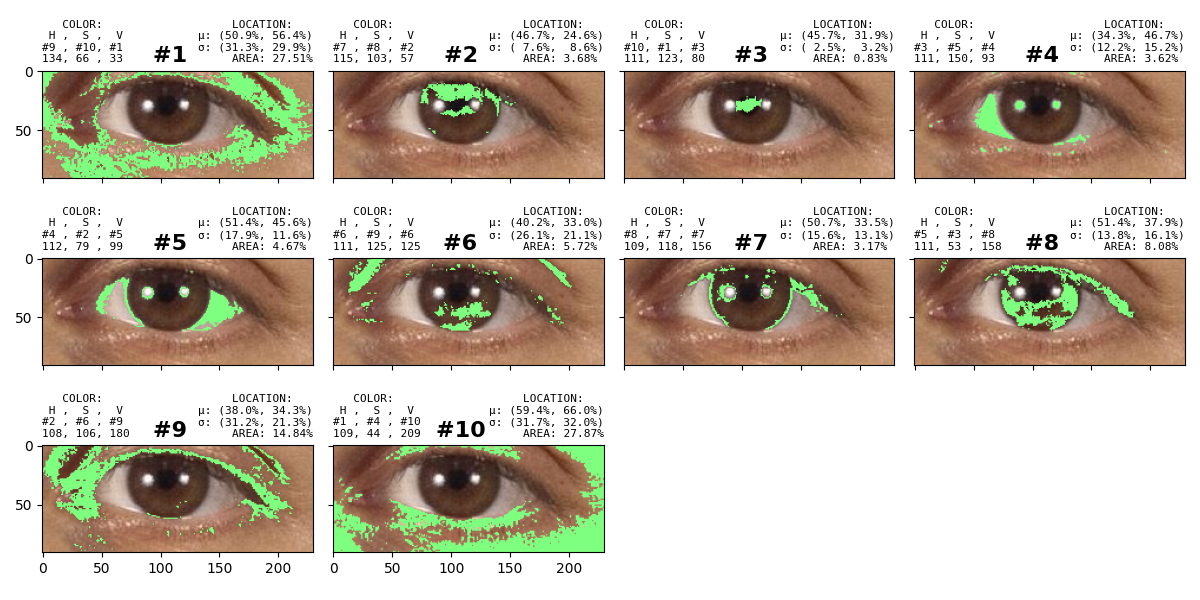 COLOR: LOCATION:
H , S , V μ: (50.9%, 56.4%)
#9 , #10, #1 #1 σ: (31.3%, 29.9%)
134, 66 , 33 AREA: 27.51%
COLOR: LOCATION:
H , S , V μ: (46.7%, 24.6%)
#7 , #8 , #2 #2 σ: ( 7.6%, 8.6%)
115, 103, 57 AREA: 3.68%
COLOR: LOCATION:
H , S , V μ: (45.7%, 31.9%)
#10, #1 , #3 #3 σ: ( 2.5%, 3.2%)
111, 123, 80 AREA: 0.83%
COLOR: LOCATION:
H , S , V μ: (34.3%, 46.7%)
#3 , #5 , #4 #4 σ: (12.2%, 15.2%)
111, 150, 93 AREA: 3.62%
0
50
COLOR: LOCATION:
H , S , V μ: (51.4%, 45.6%)
#4 , #2 , #5 #5 σ: (17.9%, 11.6%)
112, 79 , 99 AREA: 4.67%
COLOR: LOCATION:
H , S , V μ: (40.2%, 33.0%)
#6 , #9 , #6 #6 σ: (26.1%, 21.1%)
111, 125, 125 AREA: 5.72%
COLOR: LOCATION:
H , S , V μ: (50.7%, 33.5%)
#8 , #7 , #7 #7 σ: (15.6%, 13.1%)
109, 118, 156 AREA: 3.17%
COLOR: LOCATION:
H , S , V μ: (51.4%, 37.9%)
#5 , #3 , #8 #8 σ: (13.8%, 16.1%)
111, 53 , 158 AREA: 8.08%
0
50
COLOR: LOCATION:
H , S , V μ: (38.0%, 34.3%)
#2 , #6 , #9 #9 σ: (31.2%, 21.3%)
108, 106, 180 AREA: 14.84%
COLOR: LOCATION:
H , S , V μ: (59.4%, 66.0%)
#1 , #4 , #10 #10 σ: (31.7%, 32.0%)
109, 44 , 209 AREA: 27.87%
0
50
0 50 100 150 200
0 50 100 150 200